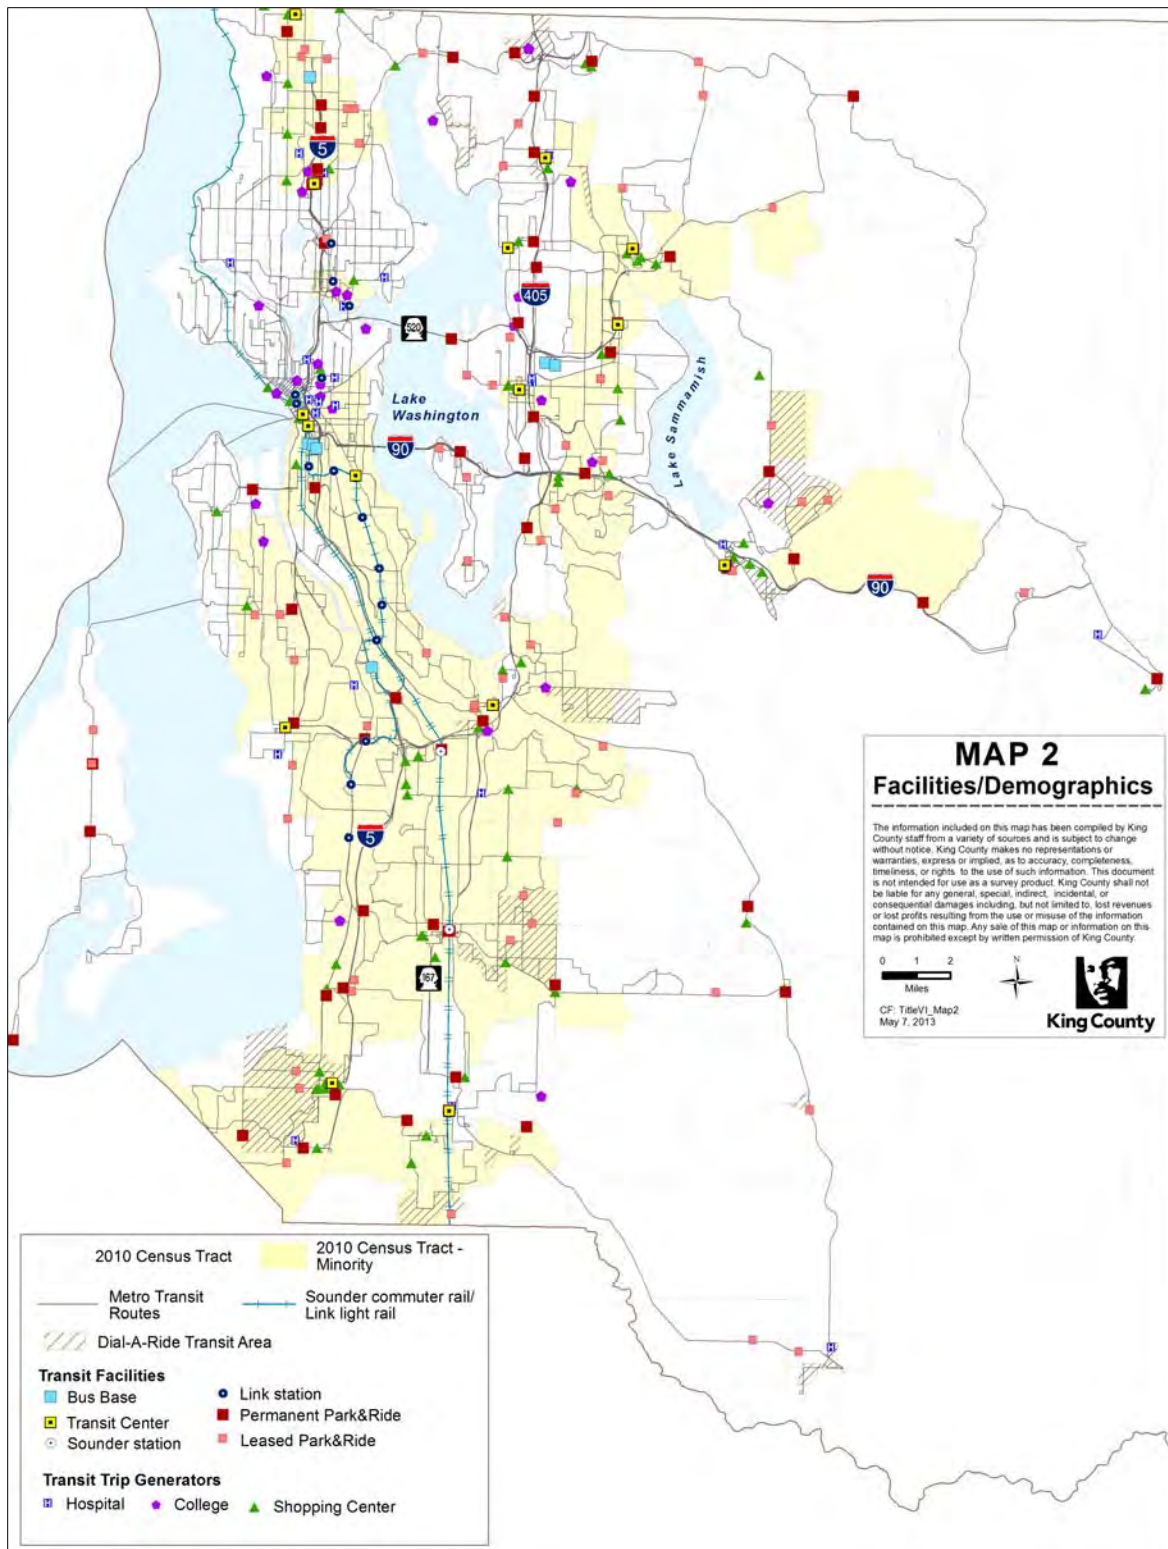 5
405
520
Lake
Washington
Lake Sammamish
90
90
MAP 2
Facilities/Demographics
The information included on this map has been compiled by King
County staff from a variety of sources and is subject to change
without notice. King County makes no representations or
warranties, express or implied, as to accuracy, completeness,
timeliness, or rights to the use of such information. This document
is not intended for use as a survey product. King County shall not
be liable for any general, special, indirect, incidental, or
consequential damages including, but not limited to, lost revenues
or lost profits resulting from the use or misuse of the information
contained on this map. Any sale of this map or information on this
map is prohibited except by written permission of King County.
0 1 2
Miles
N
CF: TitleVI_Map2
May 7, 2013
King County
5
167
2010 Census Tract
2010 Census Tract -
Minority
Metro Transit
Routes
Sounder commuter rail/
Link light rail
Dial-A-Ride Transit Area
Transit Facilities
Bus Base
Link station
Transit Center
Permanent Park&Ride
Sounder station
Leased Park&Ride
Transit Trip Generators
H Hospital
College
Shopping Center